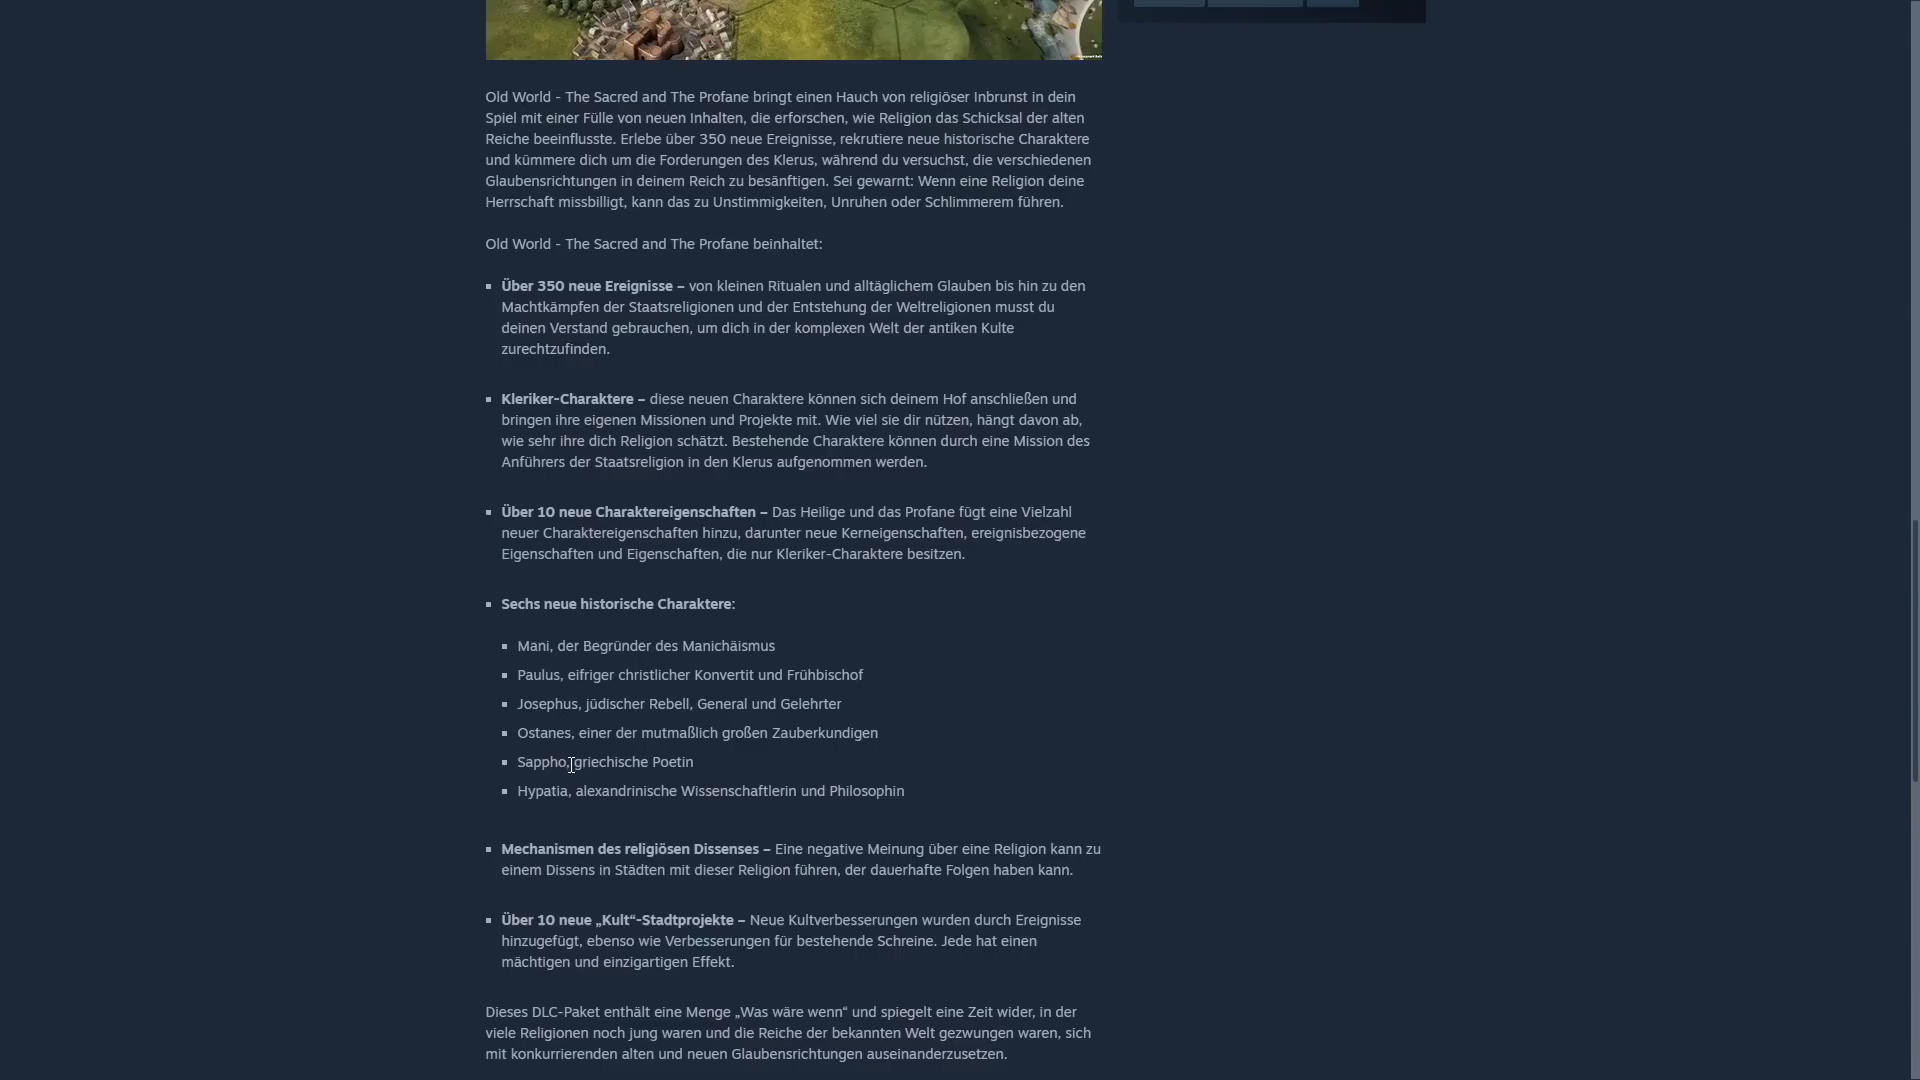 Old World - The Sacred and The Profane bringt einen Hauch von religiöser Inbrunst in dein
Spiel mit einer Fülle von neuen Inhalten, die erforschen, wie Religion das Schicksal der alten
Reiche beeinflusste. Erlebe über 350 neue Ereignisse, rekrutiere neue historische Charaktere
und kümmere dich um die Forderungen des Klerus, während du versuchst, die verschiedenen
Glaubensrichtungen in deinem Reich zu besänftigen. Sei gewarnt: Wenn eine Religion deine
Herrschaft missbilligt, kann das zu Unstimmigkeiten, Unruhen oder Schlimmerem führen.
Old World - The Sacred and The Profane beinhaltet:
Über 350 neue Ereignisse – von kleinen Ritualen und alltäglichem Glauben bis hin zu den
Machtkämpfen der Staatsreligionen und der Entstehung der Weltreligionen musst du
deinen Verstand gebrauchen, um dich in der komplexen Welt der antiken Kulte
zurechtzufinden.
Kleriker-Charaktere – diese neuen Charaktere können sich deinem Hof anschließen und
bringen ihre eigenen Missionen und Projekte mit. Wie viel sie dir nützen, hängt davon ab,
wie sehr ihre dich Religion schätzt. Bestehende Charaktere können durch eine Mission des
Anführers der Staatsreligion in den Klerus aufgenommen werden.
Über 10 neue Charaktereigenschaften – Das Heilige und das Profane fügt eine Vielzahl
neuer Charaktereigenschaften hinzu, darunter neue Kerneigenschaften, ereignisbezogene
Eigenschaften und Eigenschaften, die nur Kleriker-Charaktere besitzen.
Sechs neue historische Charaktere:
Mani, der Begründer des Manichäismus
Paulus, eifriger christlicher Konvertit und Frühbischof
Josephus, jüdischer Rebell, General und Gelehrter
Ostanes, einer der mutmaßlich großen Zauberkundigen
Sappho, griechische Poetin
Hypatia, alexandrinische Wissenschaftlerin und Philosophin
Mechanismen des religiösen Dissenses – Eine negative Meinung über eine Religion kann zu
einem Dissens in Städten mit dieser Religion führen, der dauerhafte Folgen haben kann.
Über 10 neue „Kult“-Stadtprojekte – Neue Kultverbesserungen wurden durch Ereignisse
hinzugefügt, ebenso wie Verbesserungen für bestehende Schreine. Jede hat einen
mächtigen und einzigartigen Effekt.
Dieses DLC-Paket enthält eine Menge „Was wäre wenn“ und spiegelt eine Zeit wider, in der
viele Religionen noch jung waren und die Reiche der bekannten Welt gezwungen waren, sich
mit konkurrierenden alten und neuen Glaubensrichtungen auseinanderzusetzen.